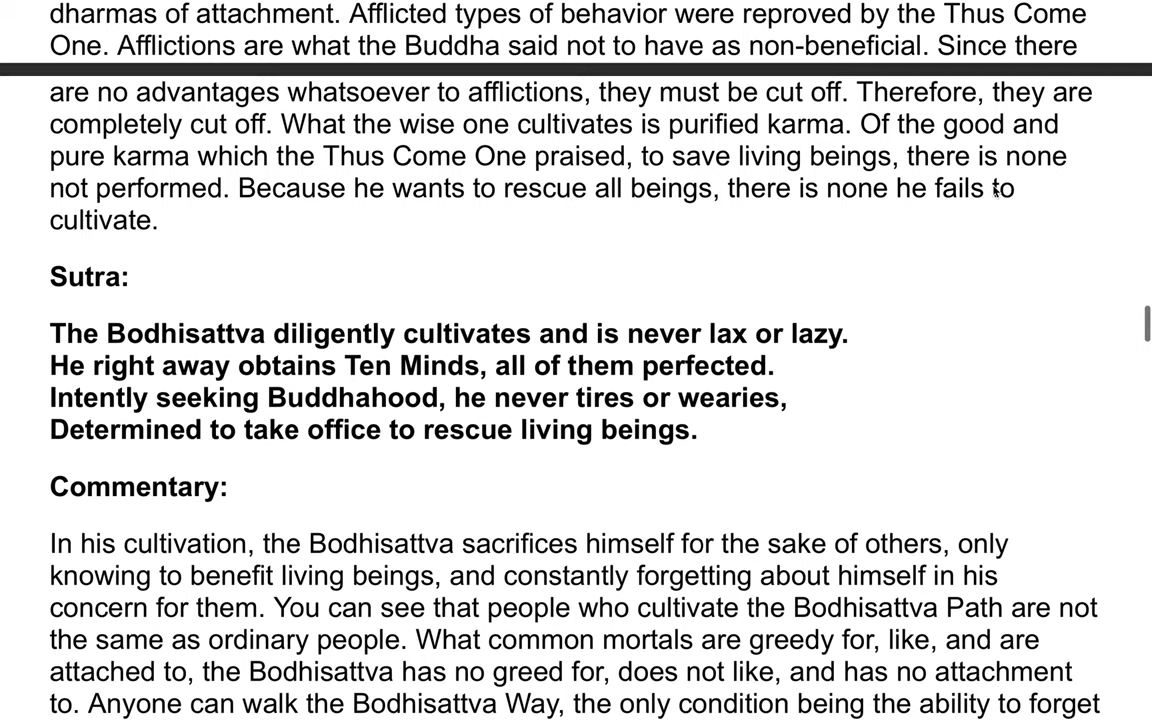 dharmas of attachment. Afflicted types of behavior were reproved by the Thus Come
One. Afflictions are what the Buddha said not to have as non-beneficial. Since there
are no advantages whatsoever to afflictions, they must be cut off. Therefore, they are
completely cut off. What the wise one cultivates is purified karma. Of the good and
pure karma which the Thus Come One praised, to save living beings, there is none
not performed. Because he wants to rescue all beings, there is none he fails to
cultivate.
Sutra:
The Bodhisattva diligently cultivates and is never lax or lazy.
He right away obtains Ten Minds, all of them perfected.
Intently seeking Buddhahood, he never tires or wearies,
Determined to take office to rescue living beings.
Commentary:
In his cultivation, the Bodhisattva sacrifices himself for the sake of others, only
knowing to benefit living beings, and constantly forgetting about himself in his
concern for them. You can see that people who cultivate the Bodhisattva Path are not
the same as ordinary people. What common mortals are greedy for, like, and are
attached to, the Bodhisattva has no greed for, does not like, and has no attachment
to. Anyone can walk the Bodhisattva Way, the only condition being the ability to forget